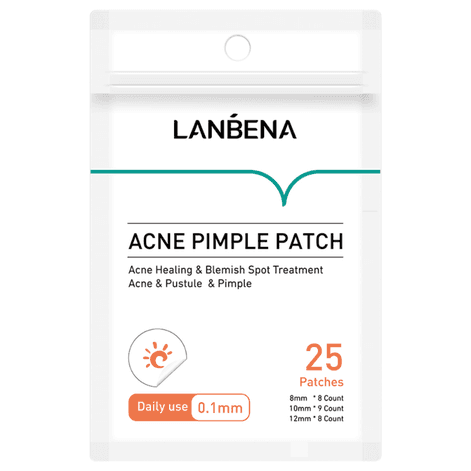 LANBENA
ACNE PIMPLE PATCH
Acne Healing & Blemish Spot Treatment
Acne & Pustule & Pimple
25
Patches
Daily use 0.1mm
8mm * 8 Count
10mm * 9 Count
12mm * 8 Count